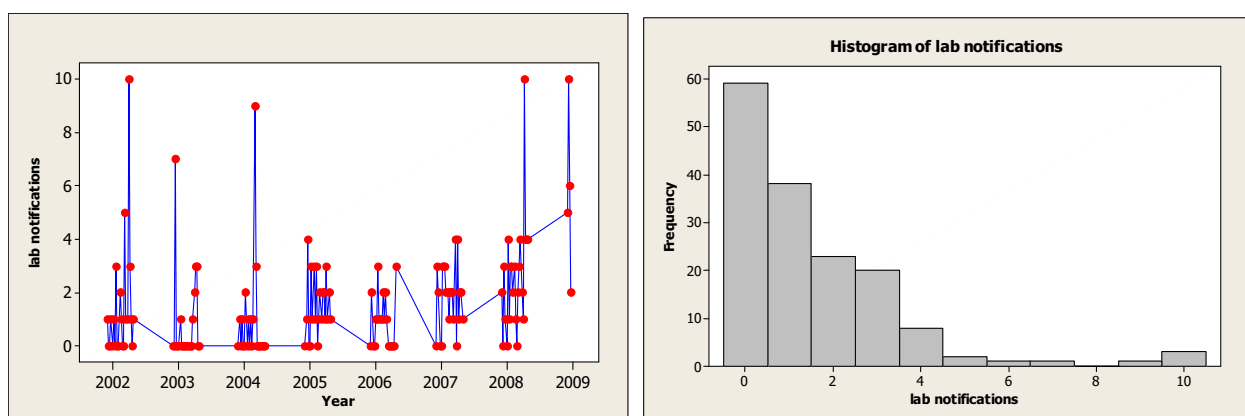 lab notifications
10
8
6
4
2
0
2002 2003 2004 2005 2006 2007 2008 2009
Year
Histogram of lab notifications
Frequency
60
50
40
30
20
10
0
0 2 4 6 8 10
lab notifications